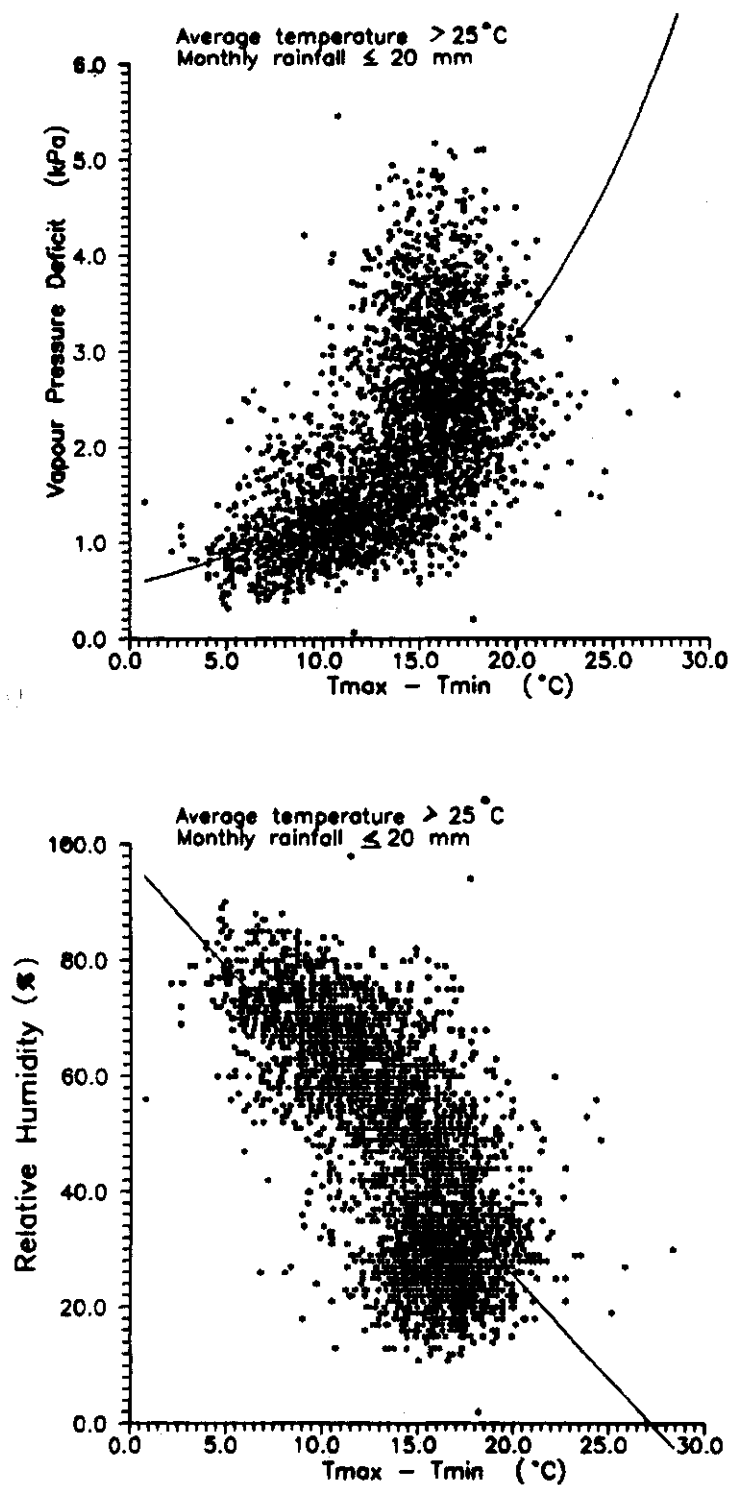 Average temperature > 25°C
Monthly rainfall ≤ 20 mm
6.0
5.0
4.0
3.0
2.0
1.0
0.0
Vapour Pressure Deficit (kPa)
0.0 5.0 10.0 15.0 20.0 25.0 30.0
Tmax – Tmin (°C)
Average temperature > 25°C
Monthly rainfall ≤ 20 mm
100.0
80.0
60.0
40.0
20.0
0.0
Relative Humidity (%)
0.0 5.0 10.0 15.0 20.0 25.0 30.0
Tmax – Tmin (°C)